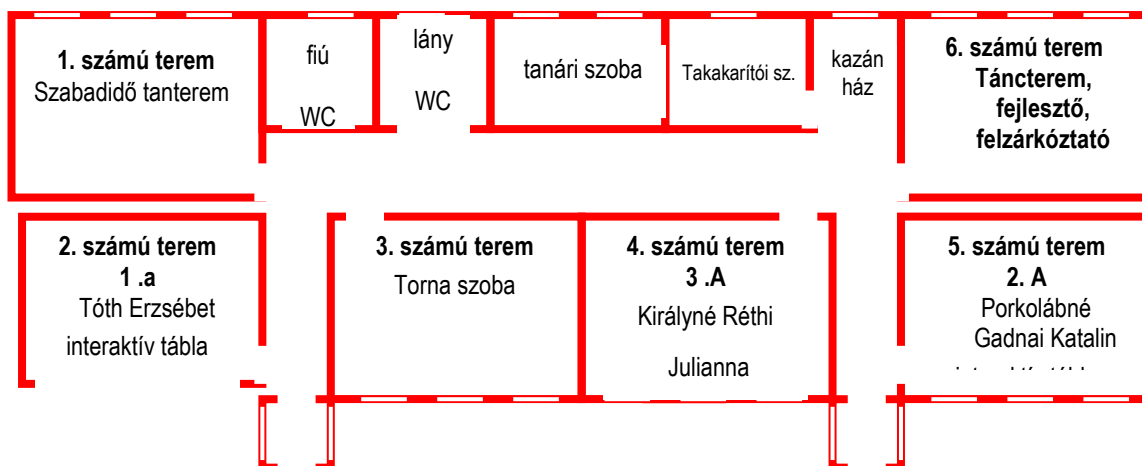 1. számú terem
Szabadidő tanterem
fiú
WC
lány
WC
tanári szoba
Takakarítói sz.
kazán
ház
6. számú terem
Táncterem,
fejlesztő,
felzárkóztató
2. számú terem
1 .a
Tóth Erzsébet
interaktív tábla
3. számú terem
Torna szoba
4. számú terem
3 .A
Királyné Réthi
Julianna
5. számú terem
2. A
Porkolábné
Gadnai Katalin